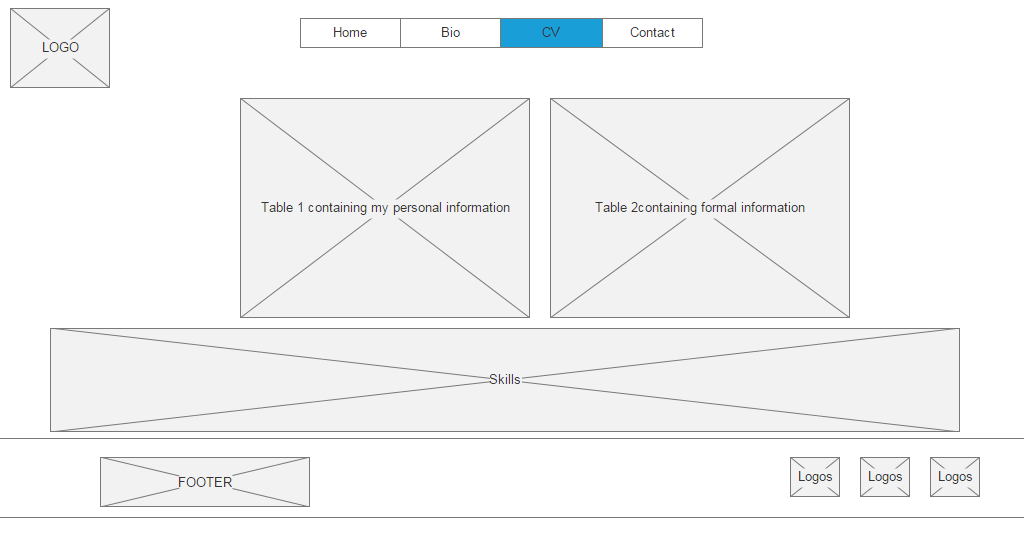 LOGO
Home
Bio
CV
Contact
Table 1 containing my personal information
Table 2containing formal information
Skills
FOOTER
Logos
Logos
Logos